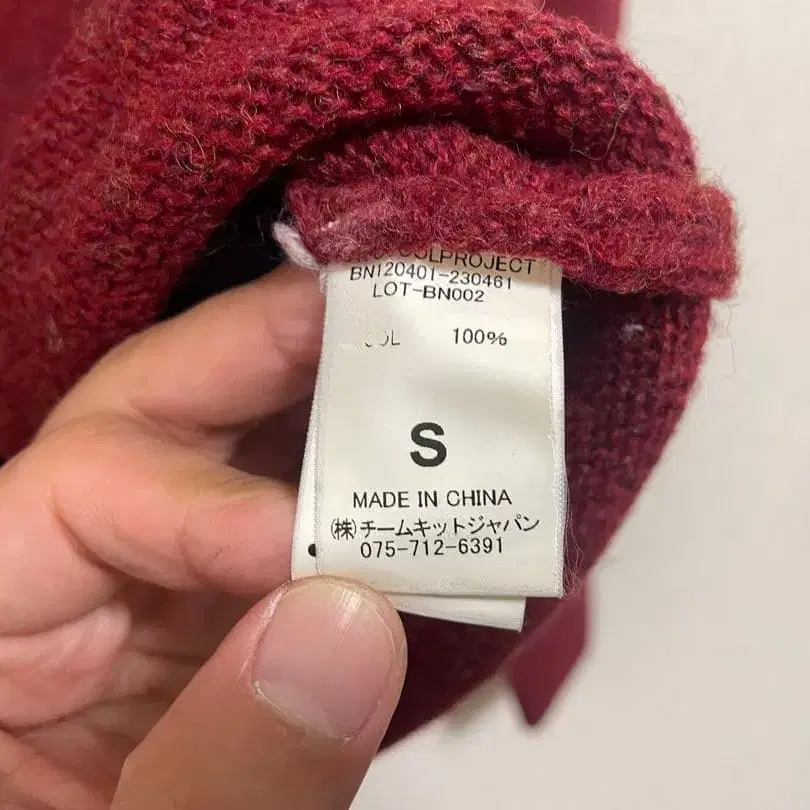 BN120401-230461
LOT-BN002
100%
S
MADE IN CHINA
(株)チームキットジャパン
075-712-6391